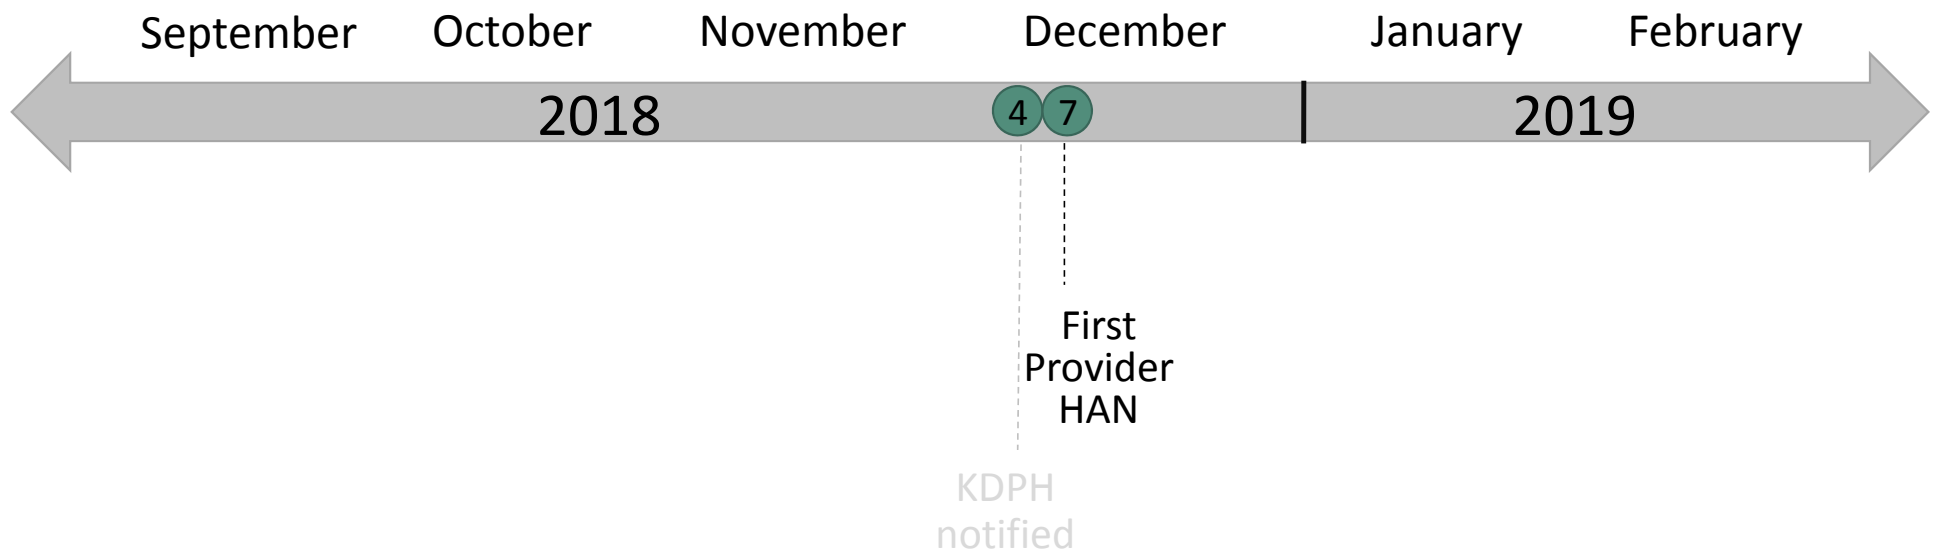 September October November December January February
2018 4 7 2019
First
Provider
HAN
KDPH
notified